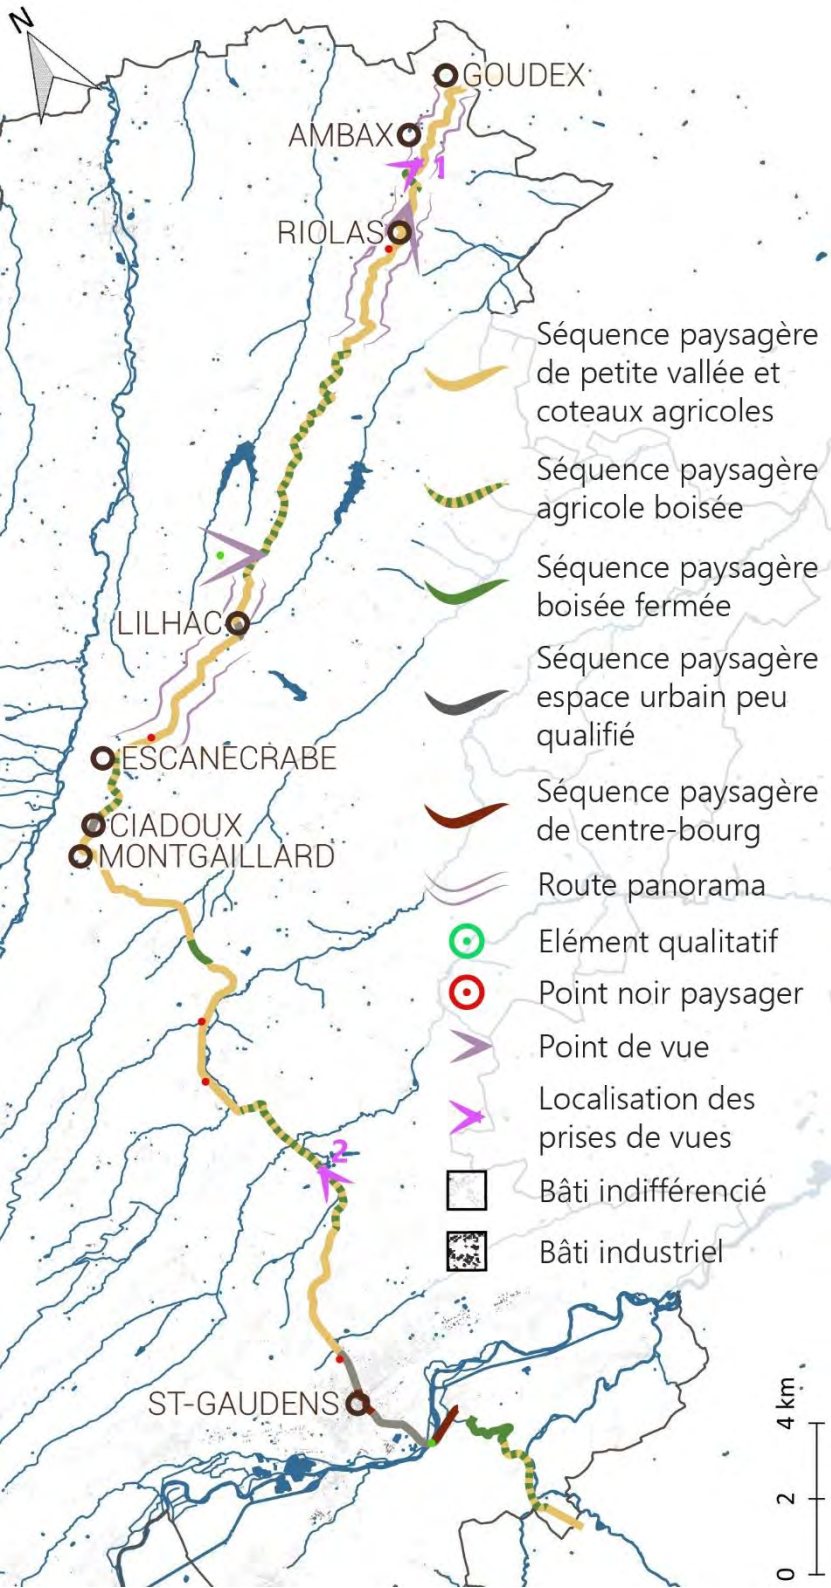 N
GOUDEX
AMBAX
1
RIOLAS
Séquence paysagère
de petite vallée et
coteaux agricoles
Séquence paysagère
agricole boisée
Séquence paysagère
boisée fermée
LILHAC
Séquence paysagère
espace urbain peu
qualifié
ESCANECRABE
Séquence paysagère
de centre-bourg
CIADOUX
MONTGAILLARD
Route panorama
Elément qualitatif
Point noir paysager
Point de vue
Localisation des
prises de vues
2
Bâti indifférencié
Bâti industriel
ST-GAUDENS
4 km
2
0